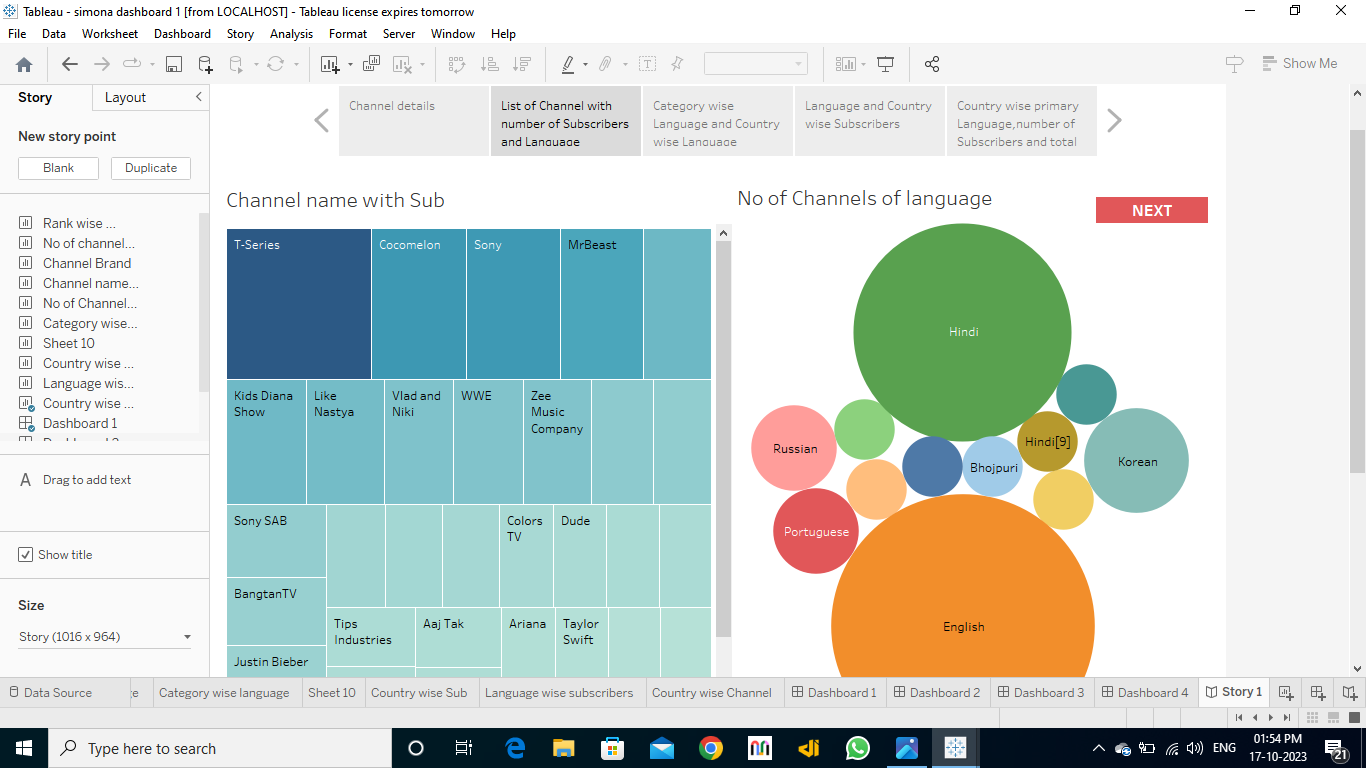 Tableau - simona dashboard 1 [from LOCALHOST] - Tableau license expires tomorrow
File Data Worksheet Dashboard Story Analysis Format Server Window Help
Show Me
Story Layout
New story point
Blank Duplicate
Rank wise ...
No of channel...
Channel Brand
Channel name...
No of Channel...
Category wise...
Sheet 10
Country wise ...
Language wis...
Country wise ...
Dashboard 1
A Drag to add text
Show title
Size
Story (1016 x 964)
Channel details
List of Channel with
number of Subscribers
and Language
Category wise
Language and Country
wise Language
Language and Country
wise Subscribers
Country wise primary
Language,number of
Subscribers and total
Channel name with Sub
T-Series
Cocomelon
Sony
MrBeast
Kids Diana
Show
Like
Nastya
Vlad and
Niki
WWE
Zee
Music
Company
Sony SAB
Colors
TV
Dude
BangtanTV
Tips
Industries
Aaj Tak
Ariana
Taylor
Swift
Justin Bieber
No of Channels of language
NEXT
Hindi
Russian
Hindi[9]
Bhojpuri
Korean
Portuguese
English
Data Source Category wise language Sheet 10 Country wise Sub Language wise subscribers Country wise Channel Dashboard 1 Dashboard 2 Dashboard 3 Dashboard 4 Story 1
Type here to search
ENG
01:54 PM
17-10-2023
21